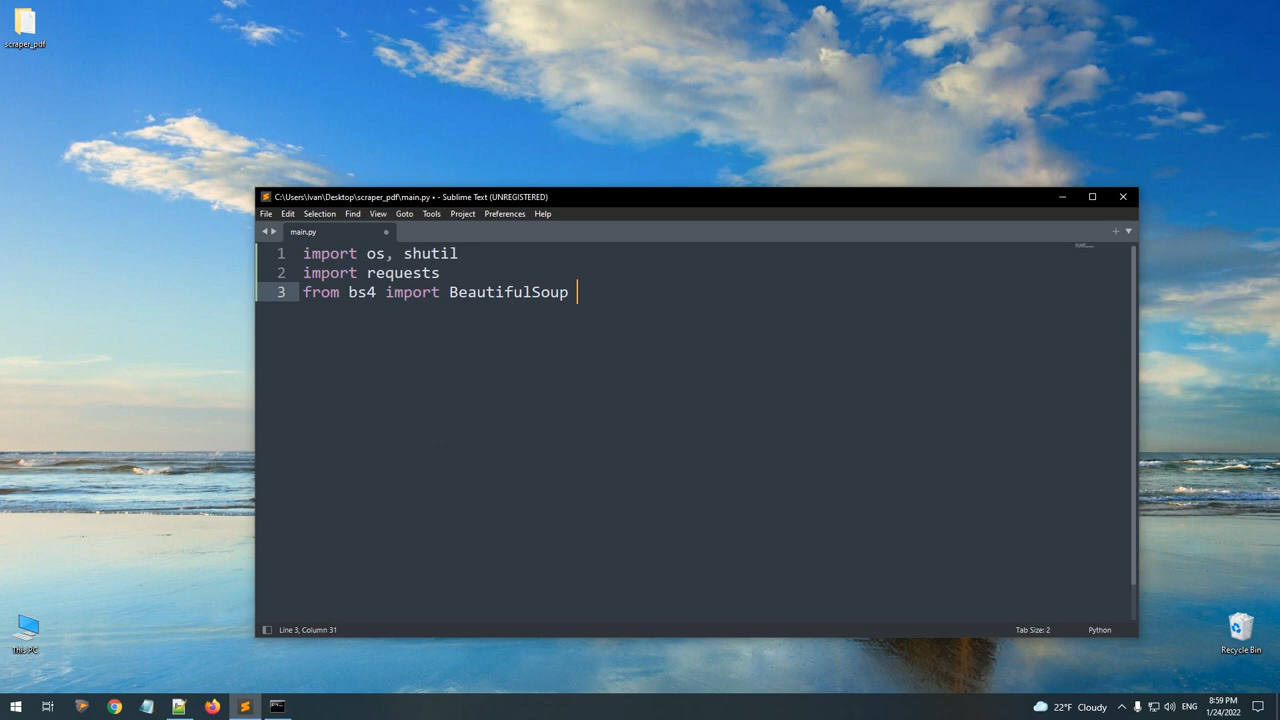 scraper_pdf
C:\Users\Ivan\Desktop\scraper_pdf\main.py • - Sublime Text (UNREGISTERED)
File Edit Selection Find View Goto Tools Project Preferences Help
main.py
1 import os, shutil
2 import requests
3 from bs4 import BeautifulSoup
Line 3, Column 31
Tab Size: 2
Python
This PC
Recycle Bin
22°F Cloudy
ENG
8:59 PM
1/24/2022